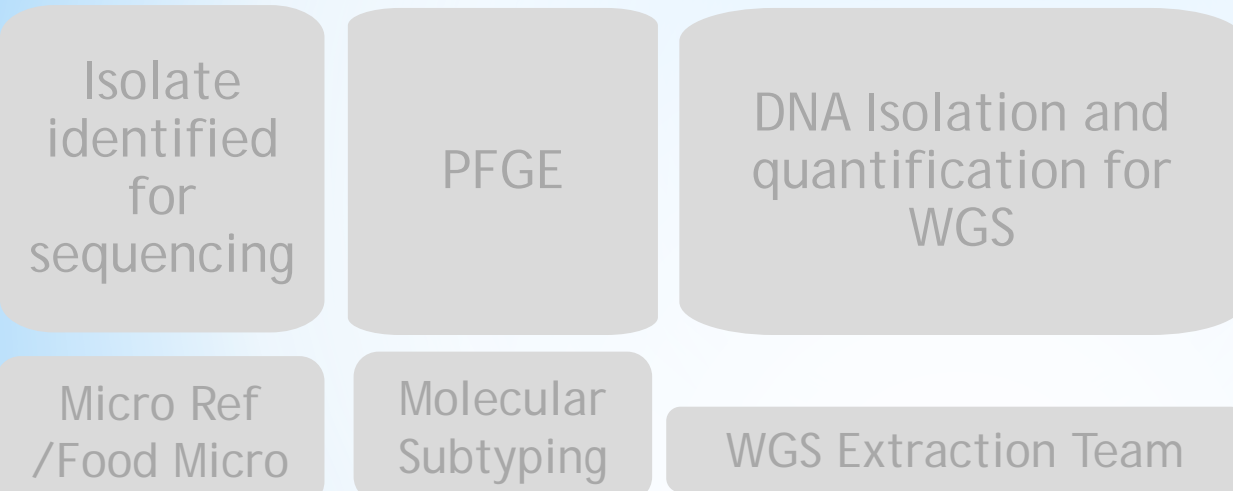 Isolate
identified
for
sequencing
PFGE
DNA Isolation and
quantification for
WGS
Micro Ref
/Food Micro
Molecular
Subtyping
WGS Extraction Team